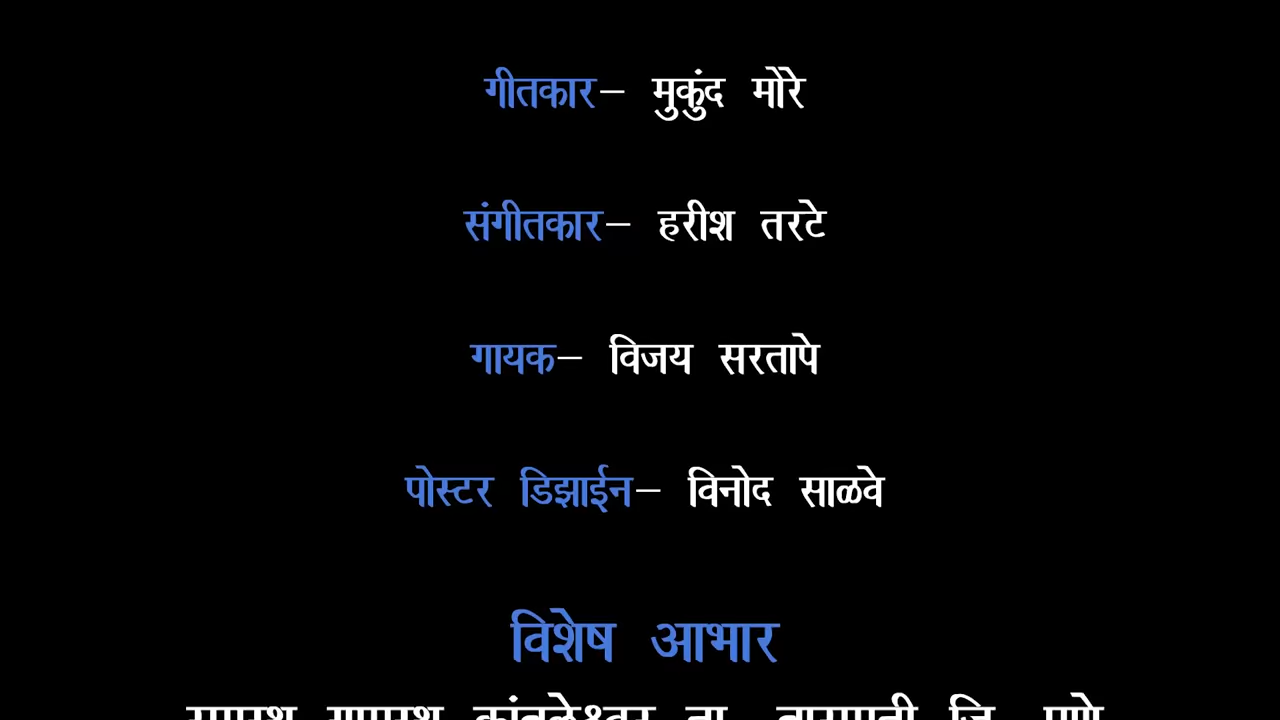 गीतकार– मुकुंद मोरे
संगीतकार– हरीश तरटे
गायक– विजय सरतापे
पोस्टर डिझाईन– विनोद साळवे
विशेष आभार